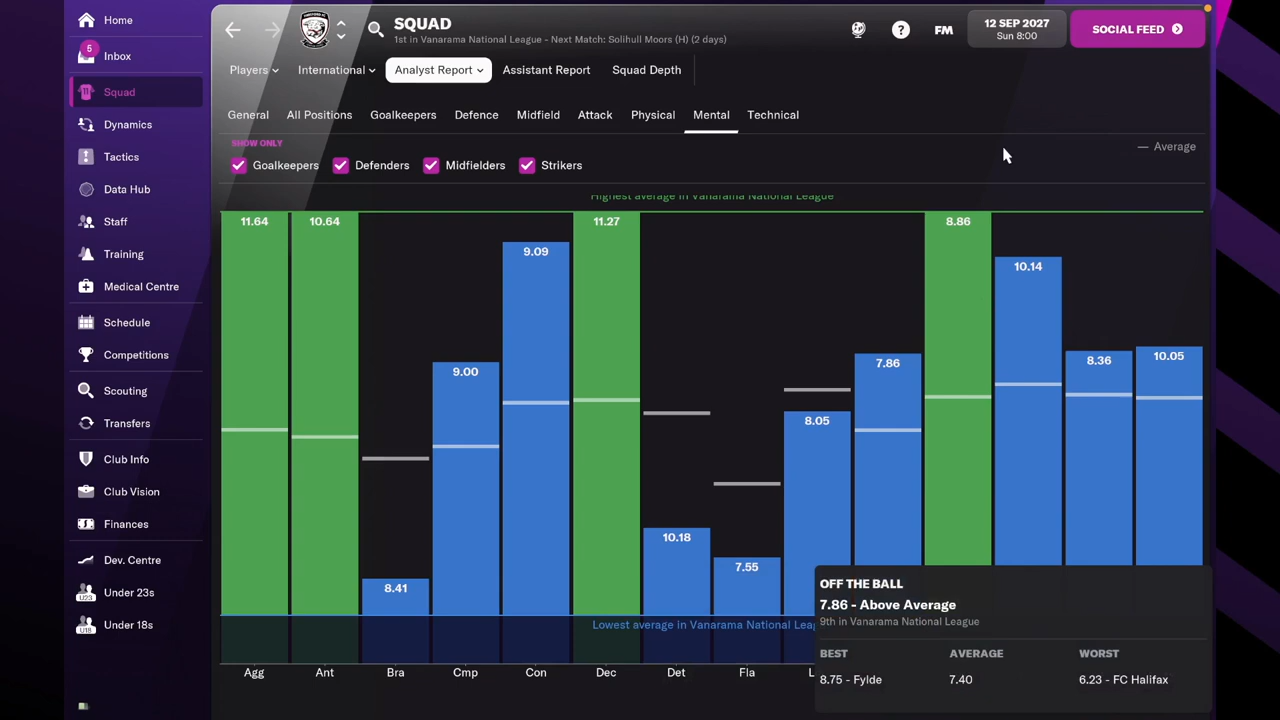 Home
5
Inbox
Squad
Dynamics
Tactics
Data Hub
Staff
Training
Medical Centre
Schedule
Competitions
Scouting
Transfers
Club Info
Club Vision
Finances
Dev. Centre
U23
Under 23s
U18
Under 18s
SQUAD
1st in Vanarama National League - Next Match: Solihull Moors (H) (2 days)
?
FM
12 SEP 2027
Sun 8:00
SOCIAL FEED
Players
International
Analyst Report
Assistant Report
Squad Depth
General
All Positions
Goalkeepers
Defence
Midfield
Attack
Physical
Mental
Technical
SHOW ONLY
Goalkeepers
Defenders
Midfielders
Strikers
Average
Highest average in Vanarama National League
11.64
10.64
8.41
9.00
9.09
11.27
10.18
7.55
8.05
7.86
8.86
10.14
8.36
10.05
Lowest average in Vanarama National
Agg
Ant
Bra
Cmp
Con
Dec
Det
Fla
OFF THE BALL
7.86 - Above Average
9th in Vanarama National League
BEST
AVERAGE
WORST
8.75 - Fylde
7.40
6.23 - FC Halifax